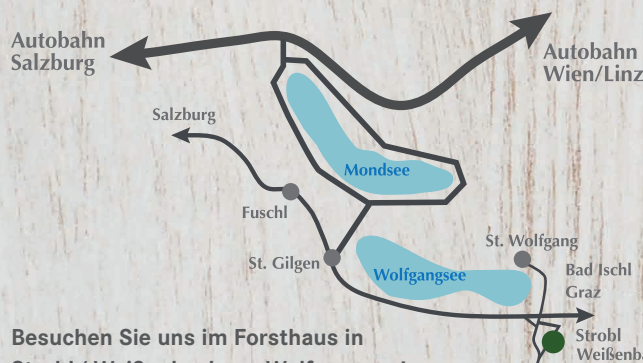 Autobahn
Salzburg
Autobahn
Wien/Linz
Salzburg
Mondsee
Fuschl
St. Gilgen
St. Wolfgang
Wolfgangsee
Bad Ischl
Graz
Strobl
Besuchen Sie uns im Forsthaus in